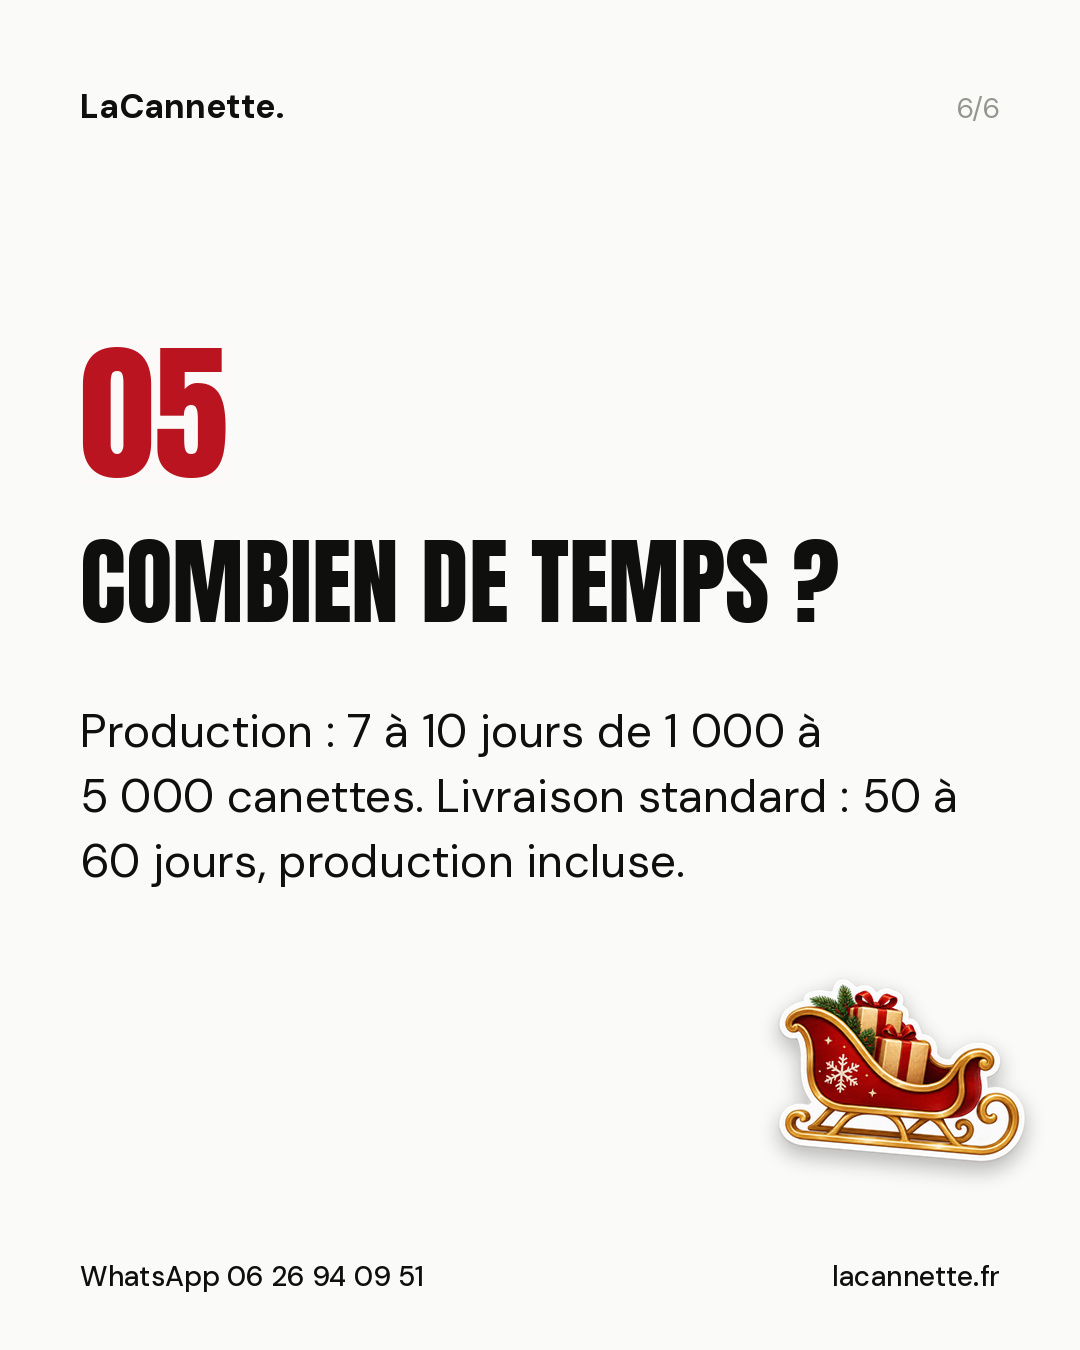 LaCannette.
6/6
05
COMBIEN DE TEMPS ?
Production : 7 à 10 jours de 1 000 à
5 000 canettes. Livraison standard : 50 à
60 jours, production incluse.
WhatsApp 06 26 94 09 51
lacannette.fr